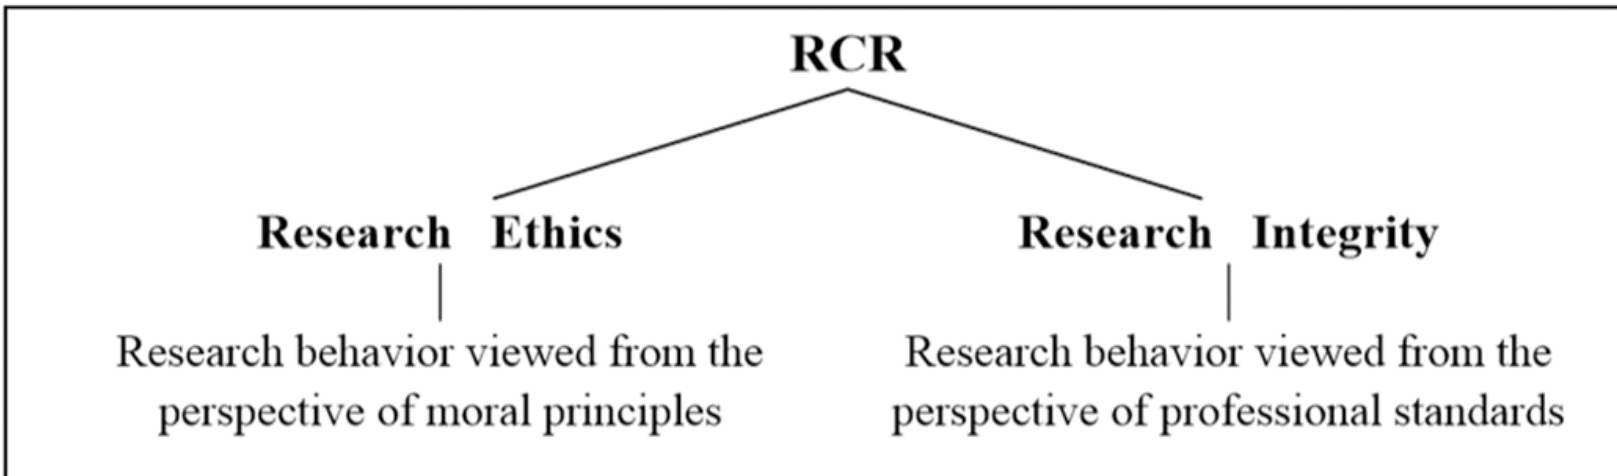 RCR
Research Ethics
Research Integrity
Research behavior viewed from the
perspective of moral principles
Research behavior viewed from the
perspective of professional standards